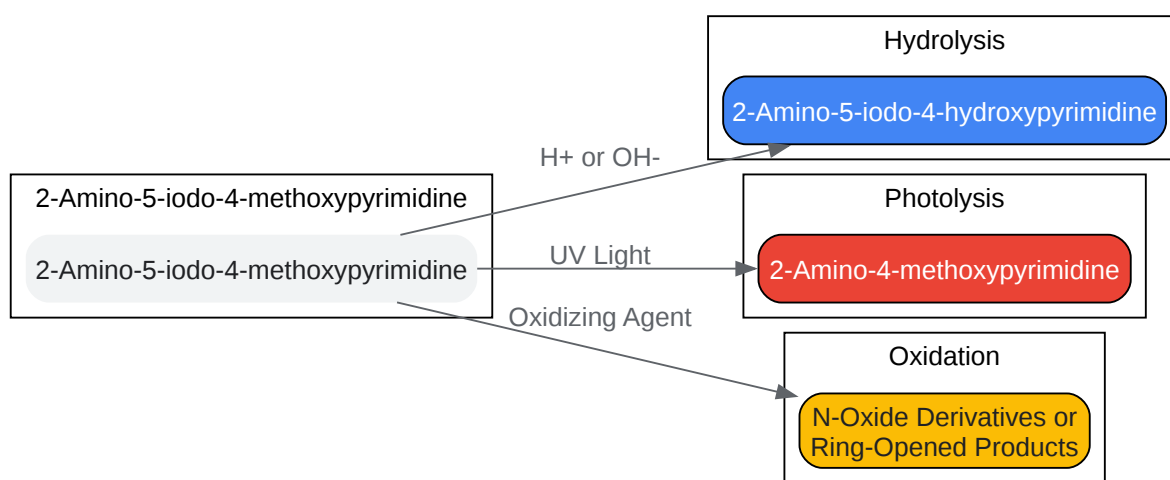 Hydrolysis
2-Amino-5-iodo-4-hydroxypyrimidine
H+ or OH-
2-Amino-5-iodo-4-methoxypyrimidine
2-Amino-5-iodo-4-methoxypyrimidine
UV Light
Photolysis
2-Amino-4-methoxypyrimidine
Oxidizing Agent
Oxidation
N-Oxide Derivatives or
Ring-Opened Products